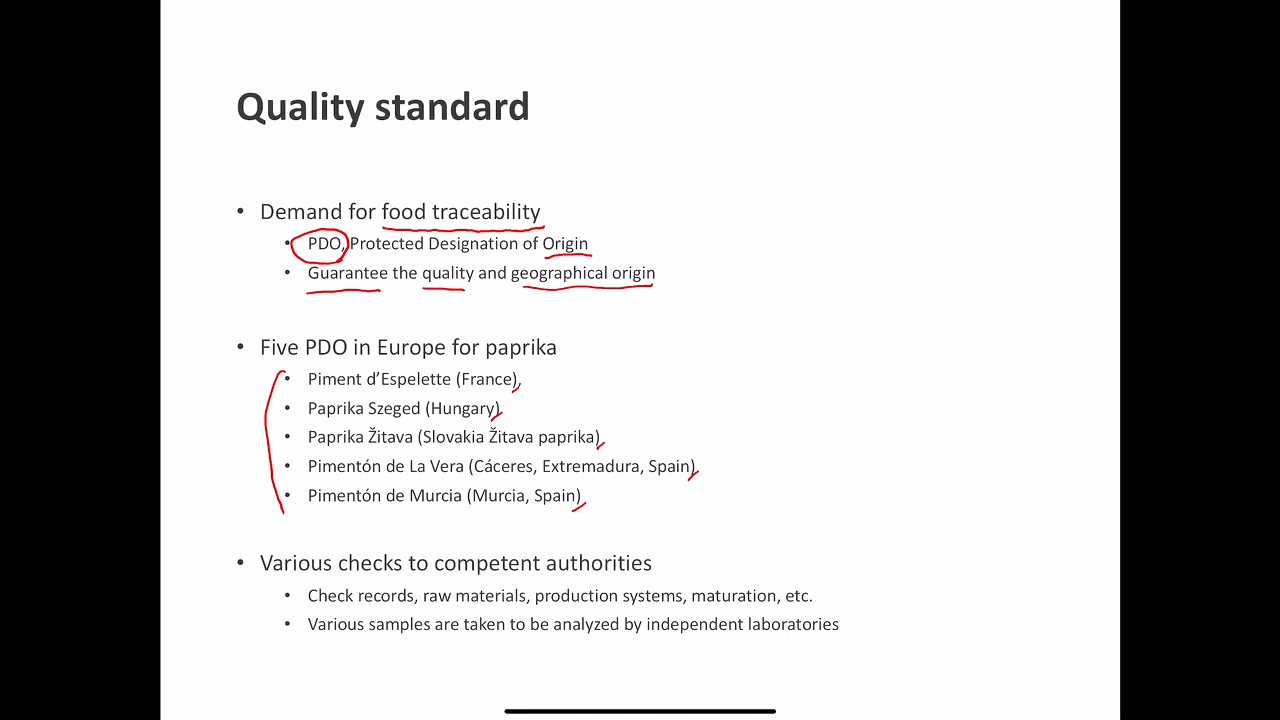 Quality standard
• Demand for food traceability
• PDO, Protected Designation of Origin
• Guarantee the quality and geographical origin
• Five PDO in Europe for paprika
• Piment d’Espelette (France),
• Paprika Szeged (Hungary)
• Paprika Žitava (Slovakia Žitava paprika)
• Pimentón de La Vera (Cáceres, Extremadura, Spain)
• Pimentón de Murcia (Murcia, Spain)
• Various checks to competent authorities
• Check records, raw materials, production systems, maturation, etc.
• Various samples are taken to be analyzed by independent laboratories